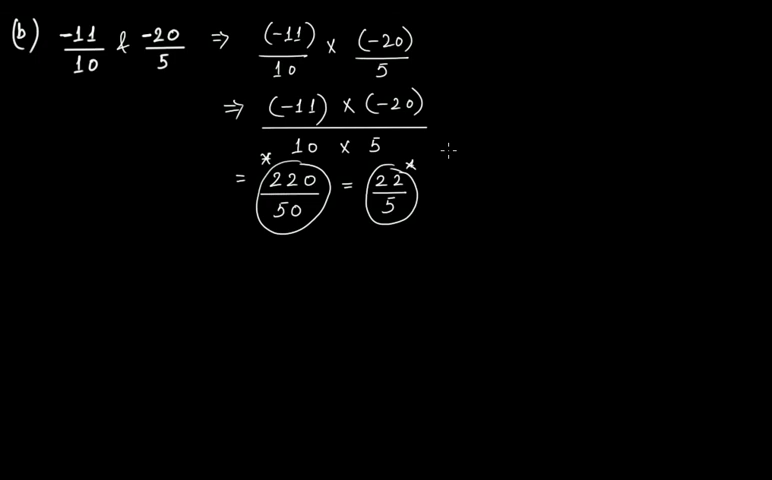 (b) -11/10 & -20/5 ⇒ (-11)/10 × (-20)/5
⇒ (-11) × (-20) / 10 × 5
= *220/50 = 22/5*